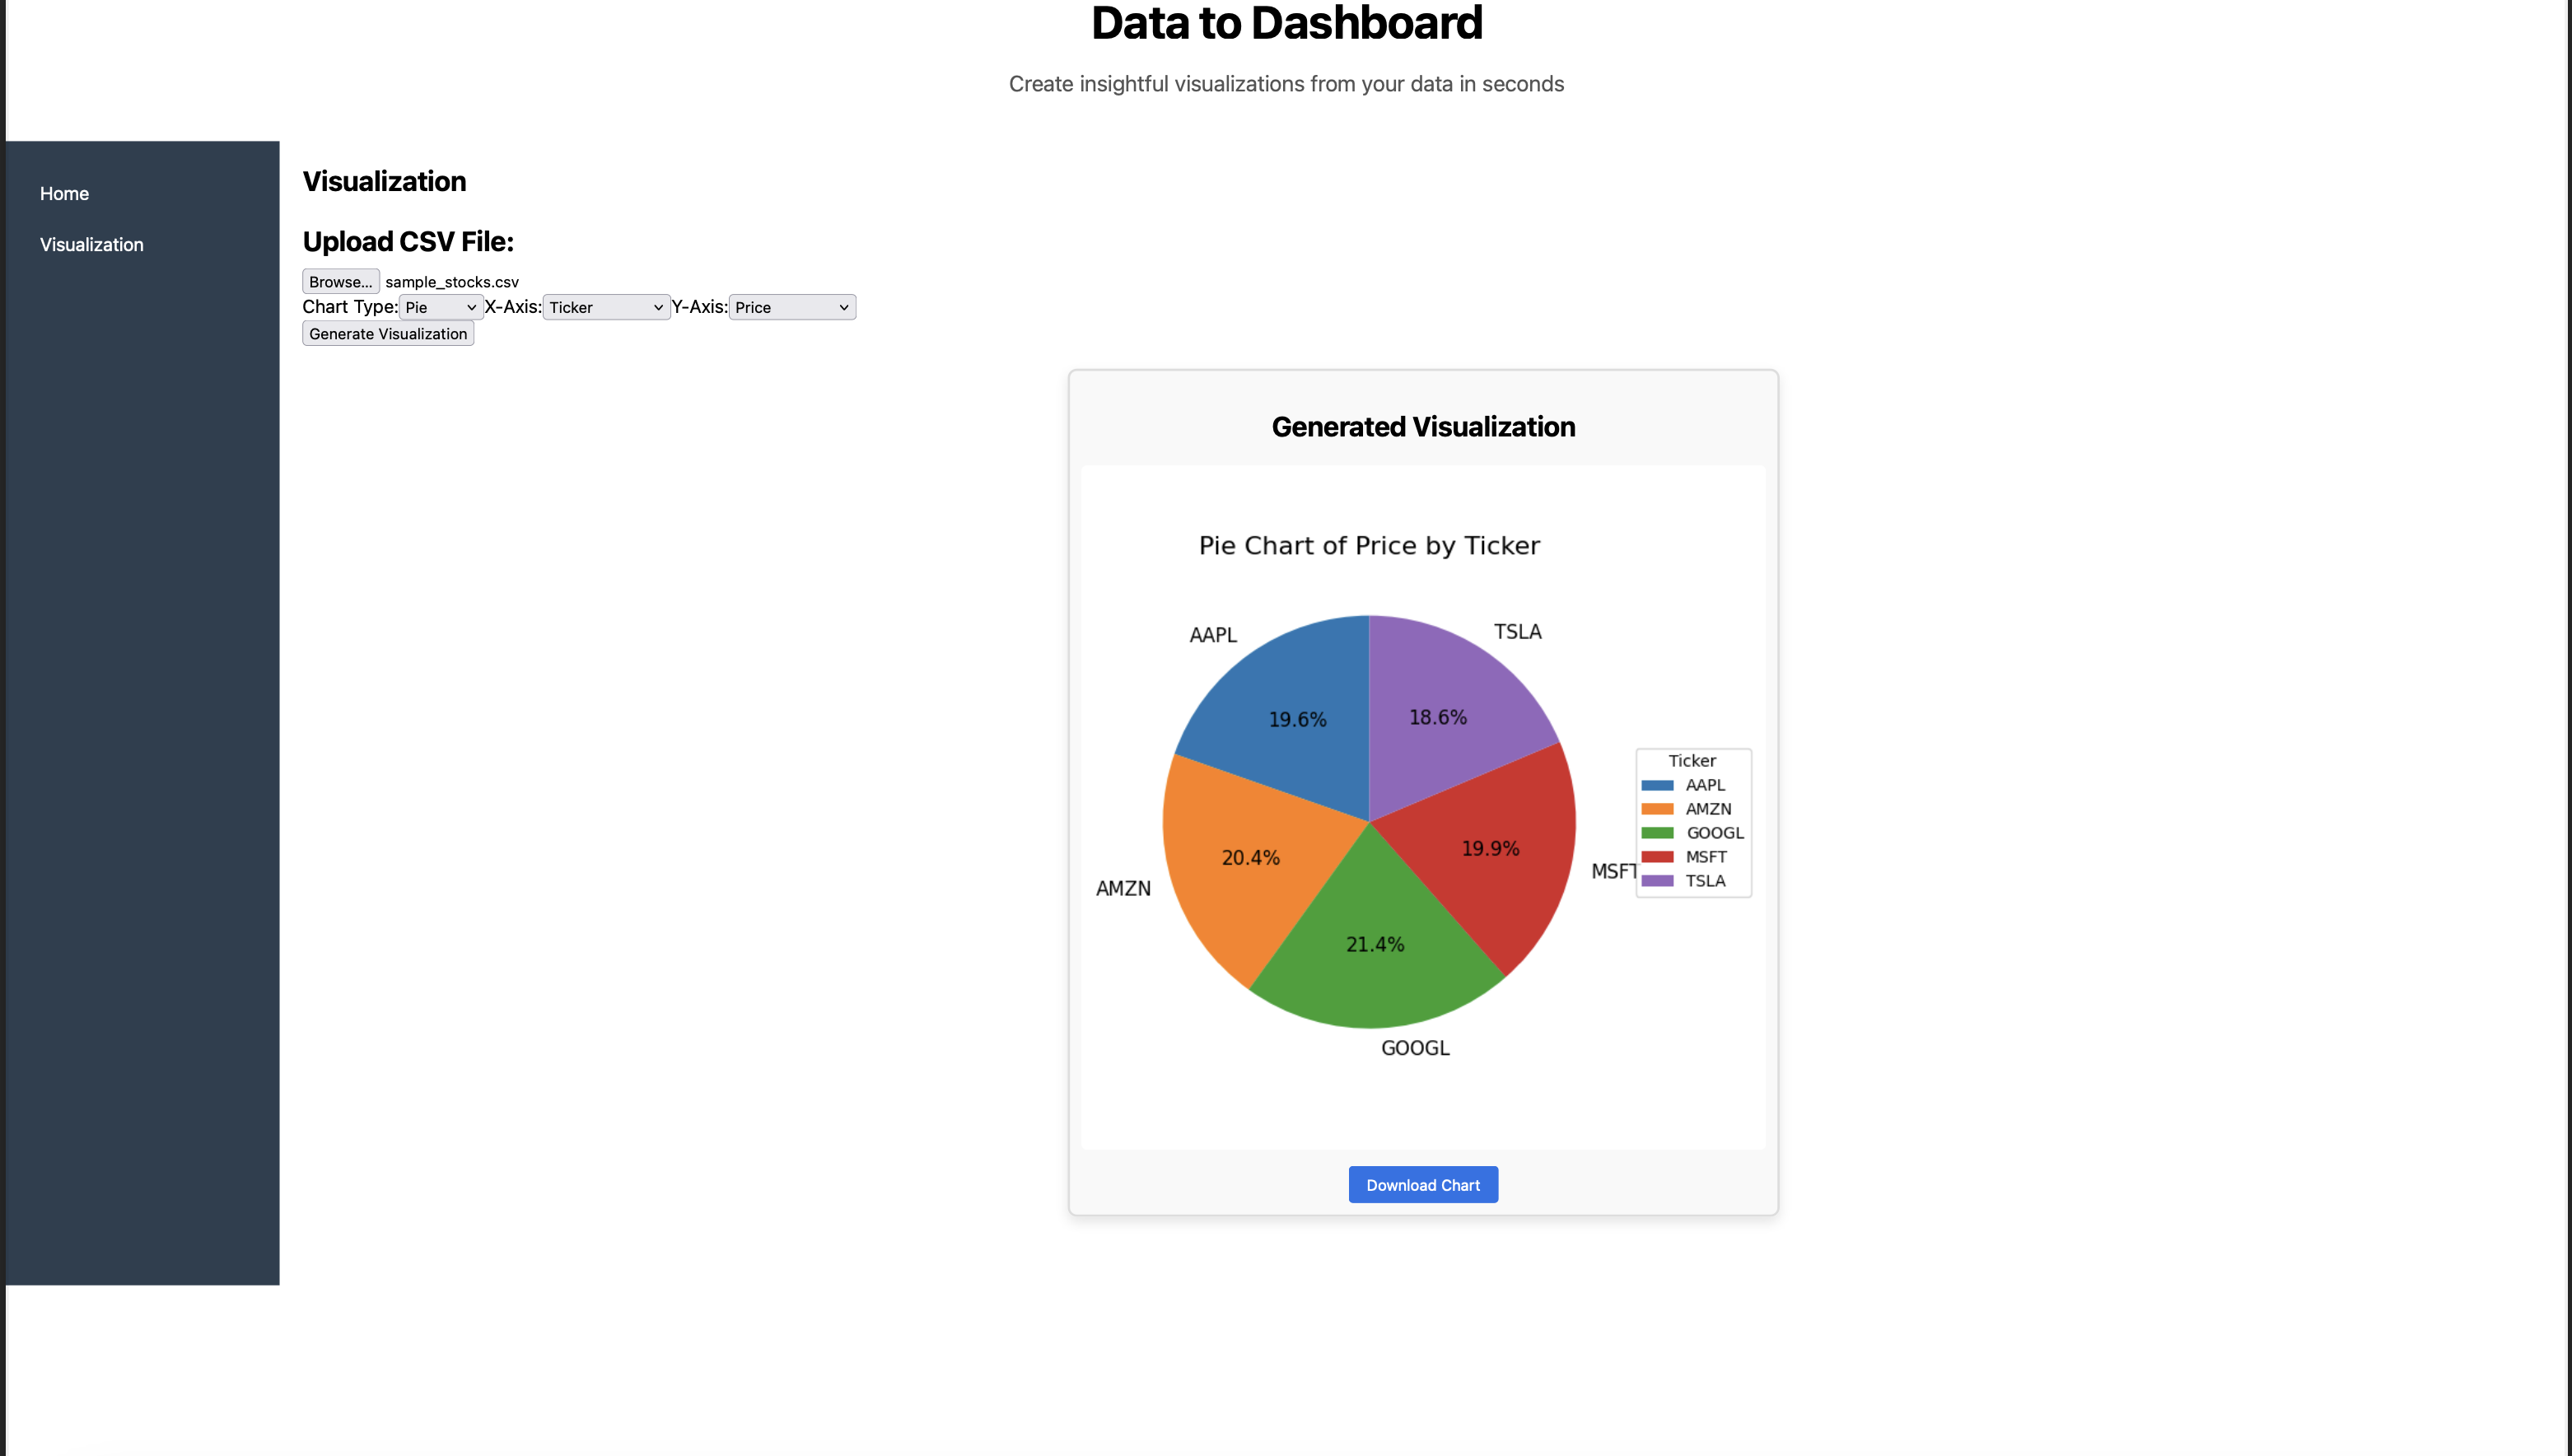 Data to Dashboard
Create insightful visualizations from your data in seconds
Home
Visualization
Visualization
Upload CSV File:
Browse... sample_stocks.csv
Chart Type: Pie X-Axis: Ticker Y-Axis: Price
Generate Visualization
Generated Visualization
Pie Chart of Price by Ticker
AAPL
TSLA
19.6%
18.6%
20.4%
19.9%
21.4%
AMZN
MSFT
GOOGL
Ticker
AAPL
AMZN
GOOGL
MSFT
TSLA
Download Chart